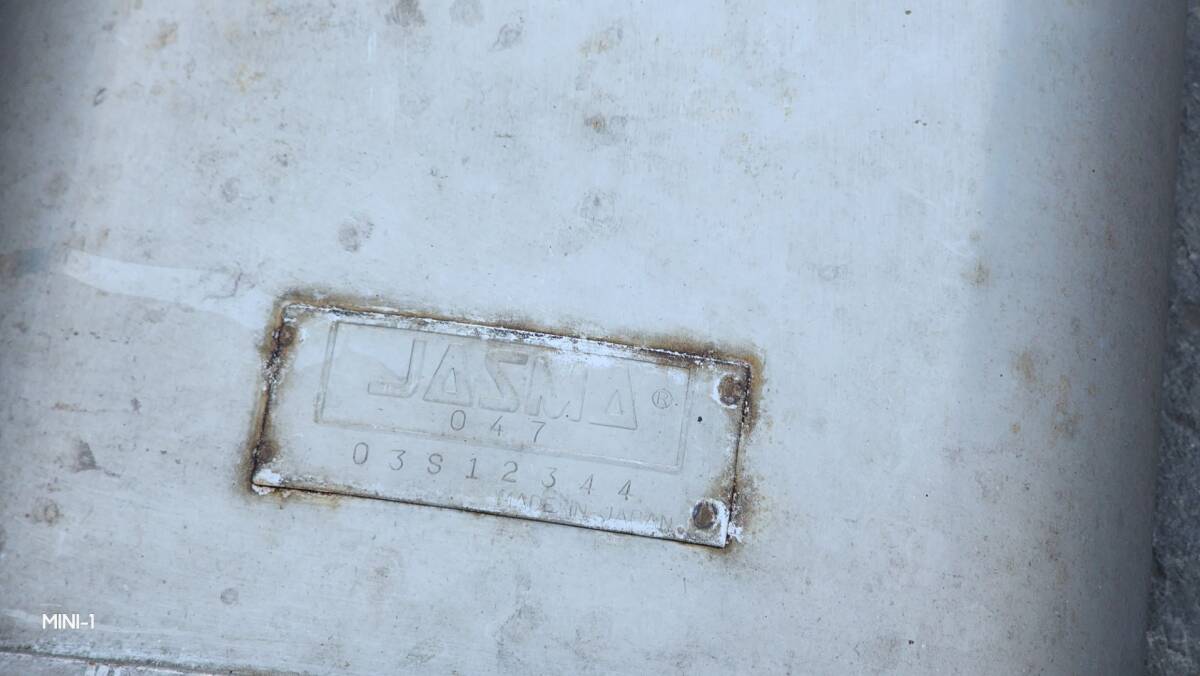 JASMA ®
047
03S12344
MADE IN JAPAN
MINI-1